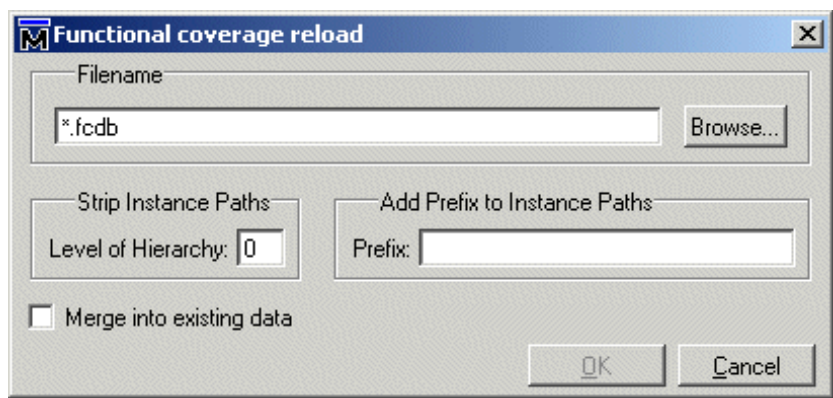 M Functional coverage reload
Filename
*.fcdb
Browse...
Strip Instance Paths
Add Prefix to Instance Paths
Level of Hierarchy: 0
Prefix:
Merge into existing data
OK
Cancel